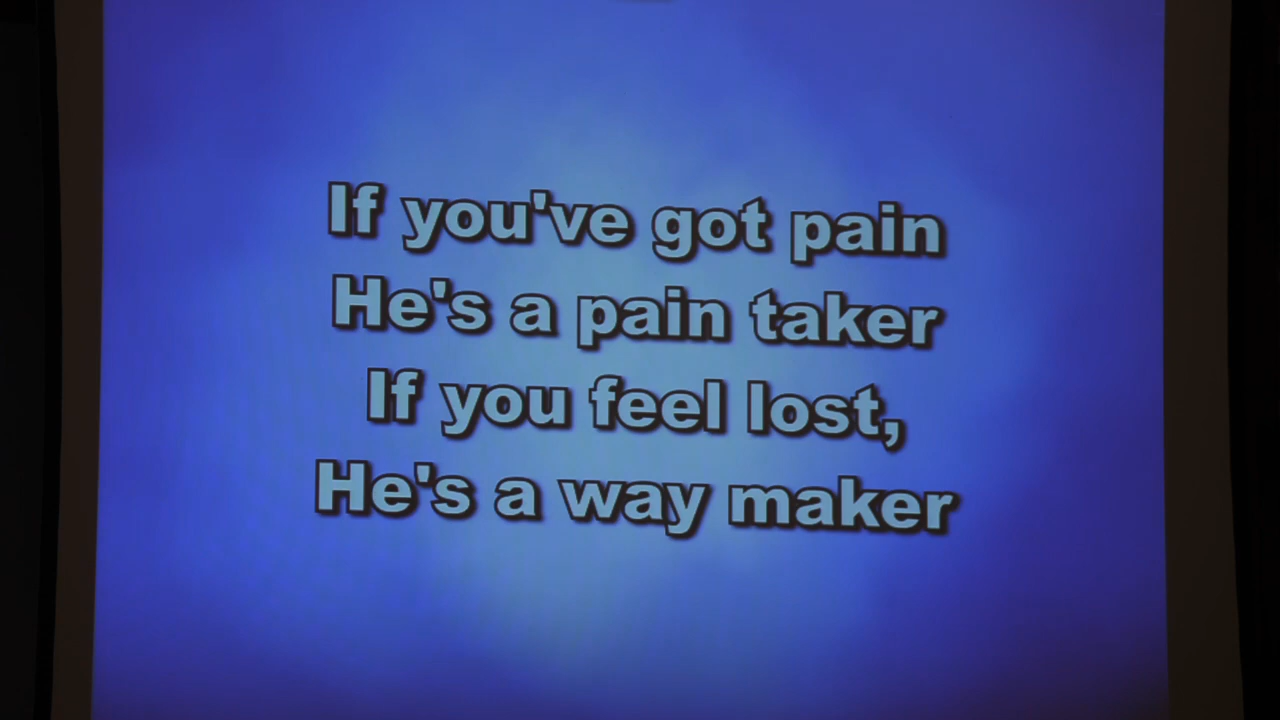 If you've got pain
He's a pain taker
If you feel lost,
He's a way maker